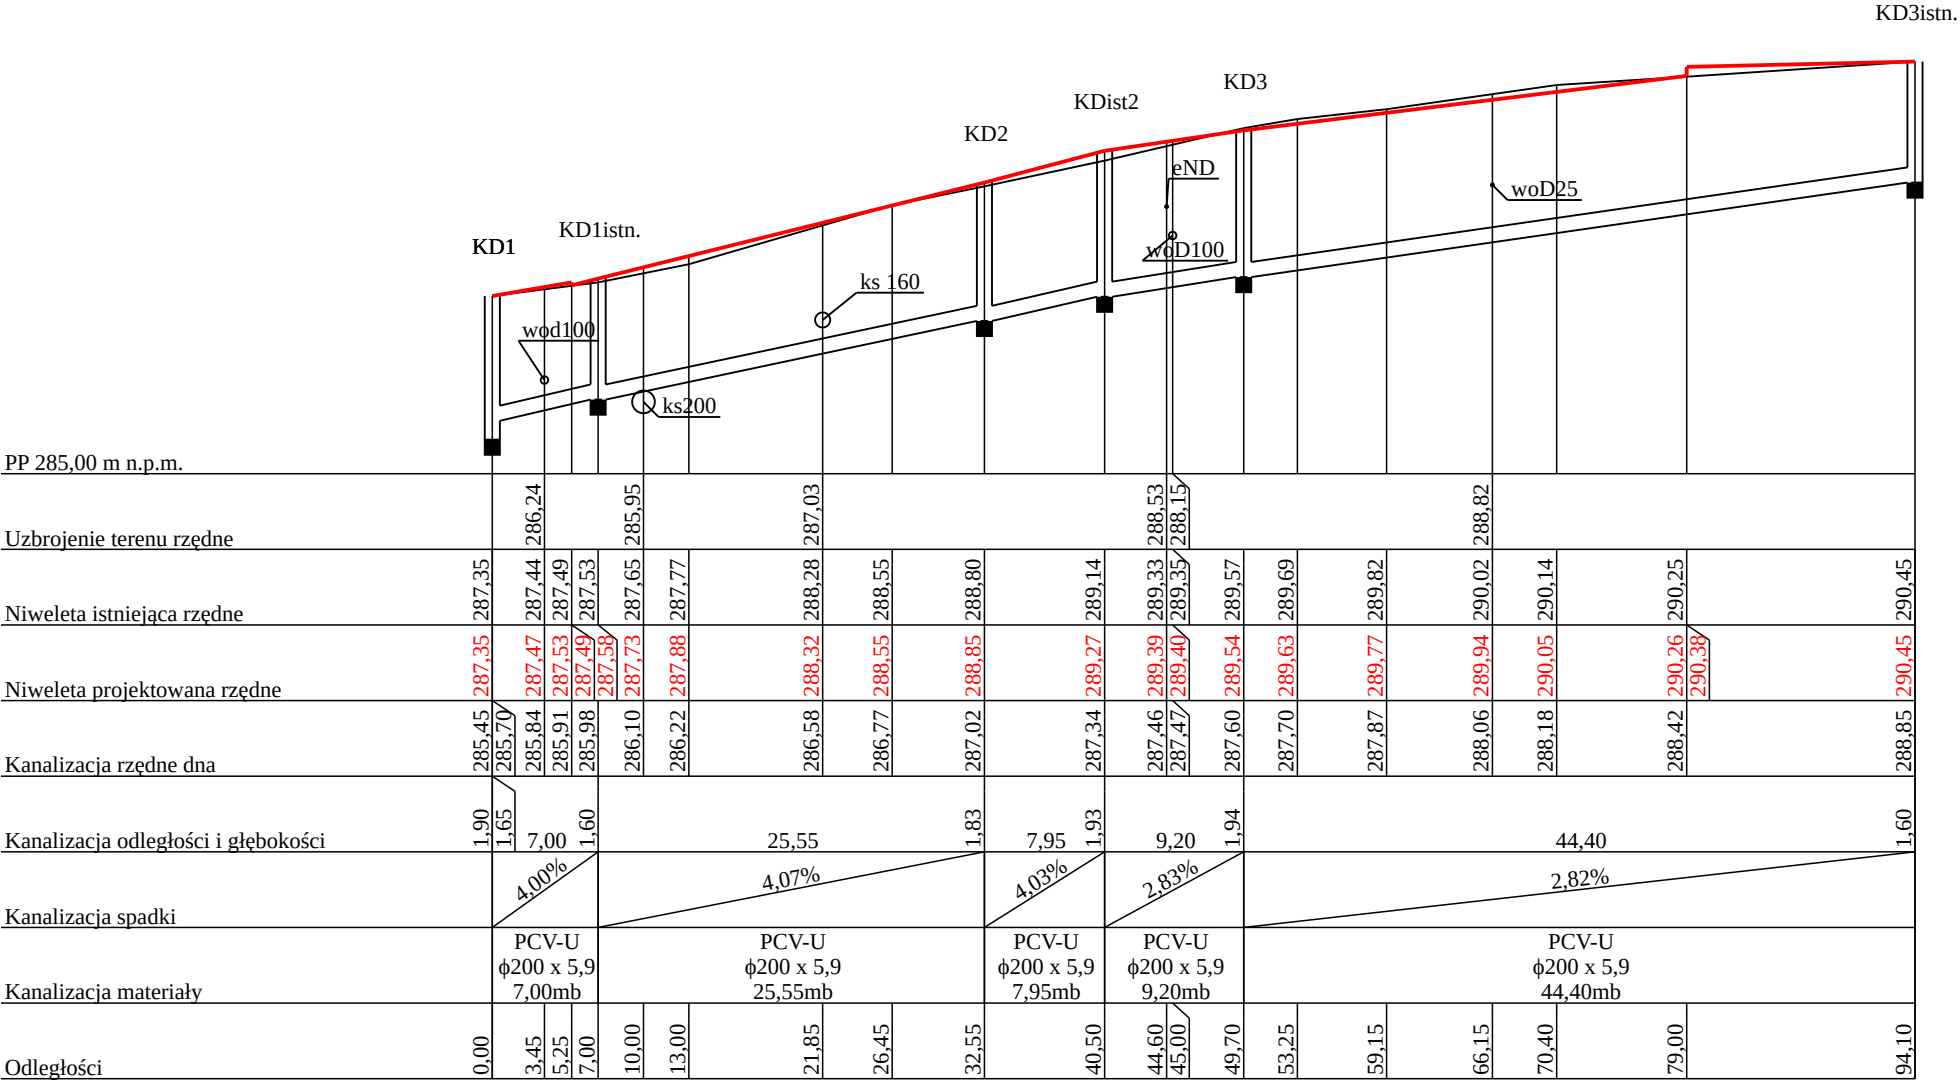 KD3istn.
KD3
KDist2
KD2
eND
woD25
KD1istn.
KD1
woD100
ks 160
wod100
ks200
PP 285,00 m n.p.m.
Uzbrojenie terenu rzędne 286,24 285,95 287,03 288,53 288,15 288,82
Niweleta istniejąca rzędne 287,35 287,44 287,49 287,53 287,65 287,77 288,28 288,55 288,80 289,14 289,33 289,35 289,57 289,69 289,82 290,02 290,14 290,25 290,45
Niweleta projektowana rzędne 287,35 287,47 287,53 287,49 287,58 287,73 287,88 288,32 288,55 288,85 289,27 289,39 289,40 289,54 289,63 289,77 289,94 290,05 290,26 290,38 290,45
Kanalizacja rzędne dna 285,45 285,70 285,84 285,91 285,98 286,10 286,22 286,58 286,77 287,02 287,34 287,46 287,47 287,60 287,70 287,87 288,06 288,18 288,42 288,85
Kanalizacja odległości i głębokości 1,90 1,65 7,00 1,60 25,55 1,83 7,95 1,93 9,20 1,94 44,40 1,60
Kanalizacja spadki 4,00% 4,07% 4,03% 2,83% 2,82%
PCV-U PCV-U PCV-U PCV-U PCV-U
ϕ200 x 5,9 ϕ200 x 5,9 ϕ200 x 5,9 ϕ200 x 5,9 ϕ200 x 5,9
Kanalizacja materiały 7,00mb 25,55mb 7,95mb 9,20mb 44,40mb
Odległości 0,00 3,45 5,25 7,00 10,00 13,00 21,85 26,45 32,55 40,50 44,60 45,00 49,70 53,25 59,15 66,15 70,40 79,00 94,10